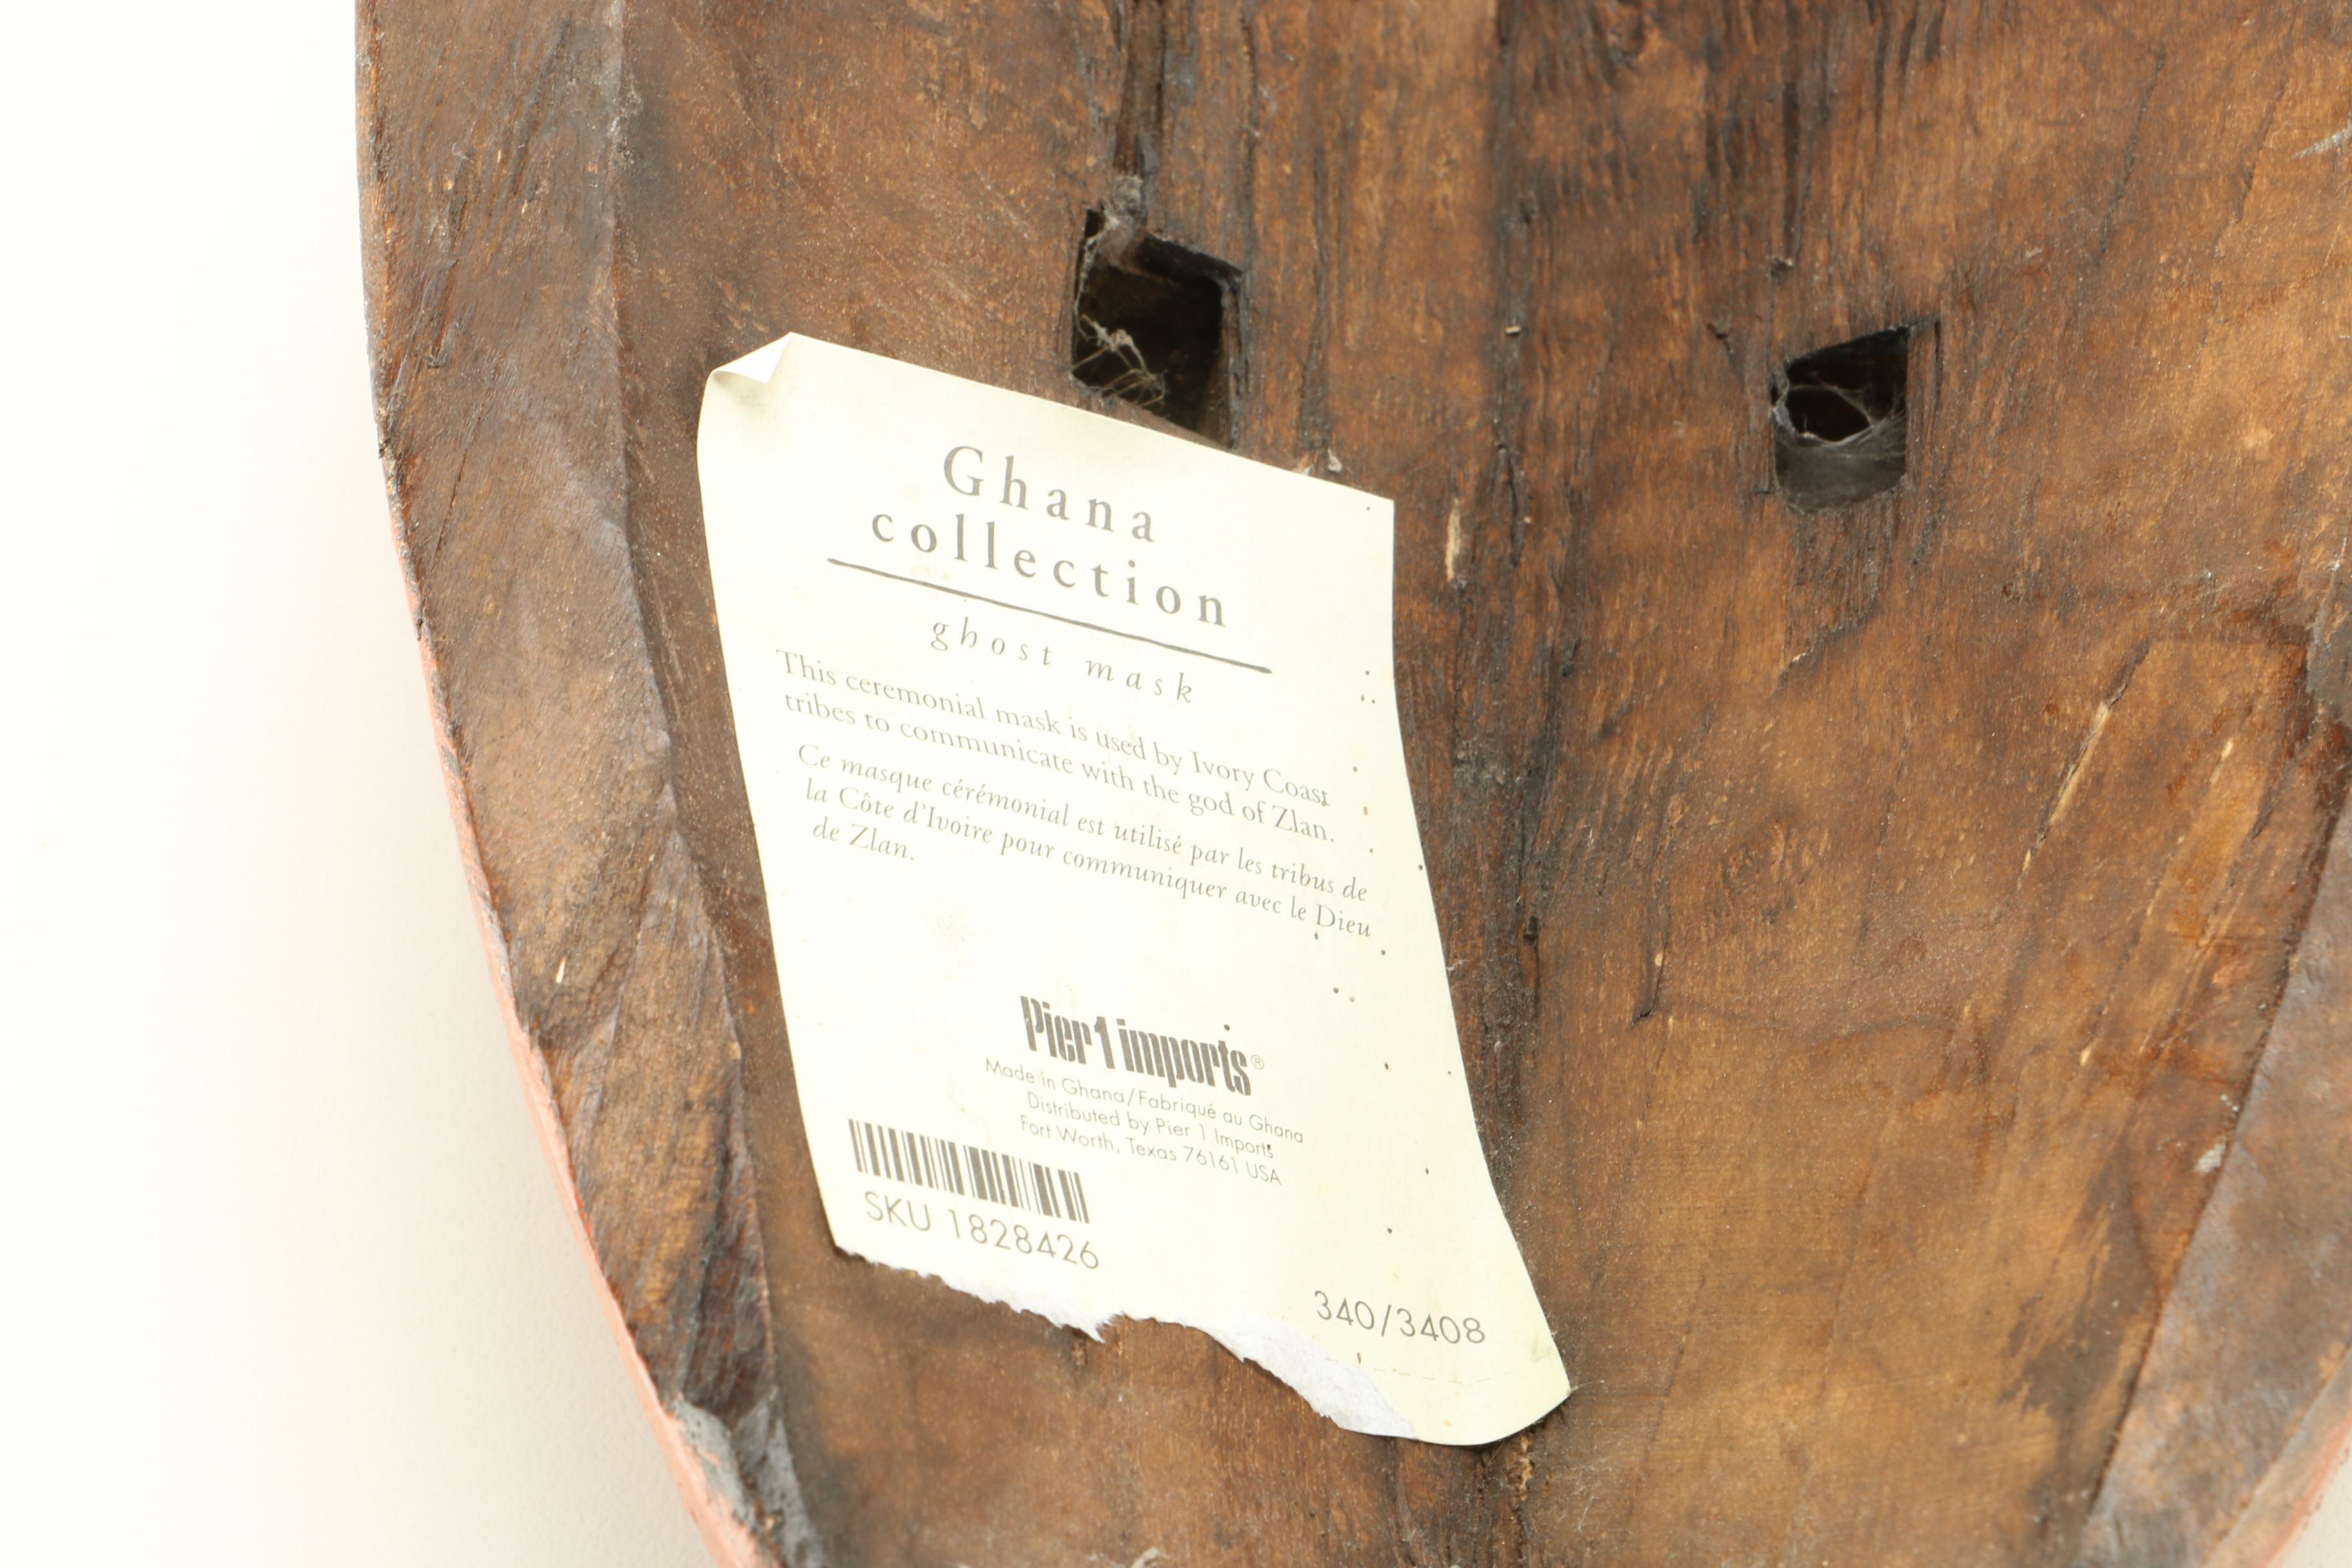 Ghana
collection
ghost mask
This ceremonial mask is used by Ivory Coast
tribes to communicate with the god of Zlan.
Ce masque cérémonial est utilisé par les tribus de
la Côte d'Ivoire pour communiquer avec le Dieu
de Zlan.
Pier 1 imports®
Made in Ghana/Fabriqué au Ghana
Distributed by Pier 1 Imports
Fort Worth, Texas 76161 USA
SKU 1828426
340/3408